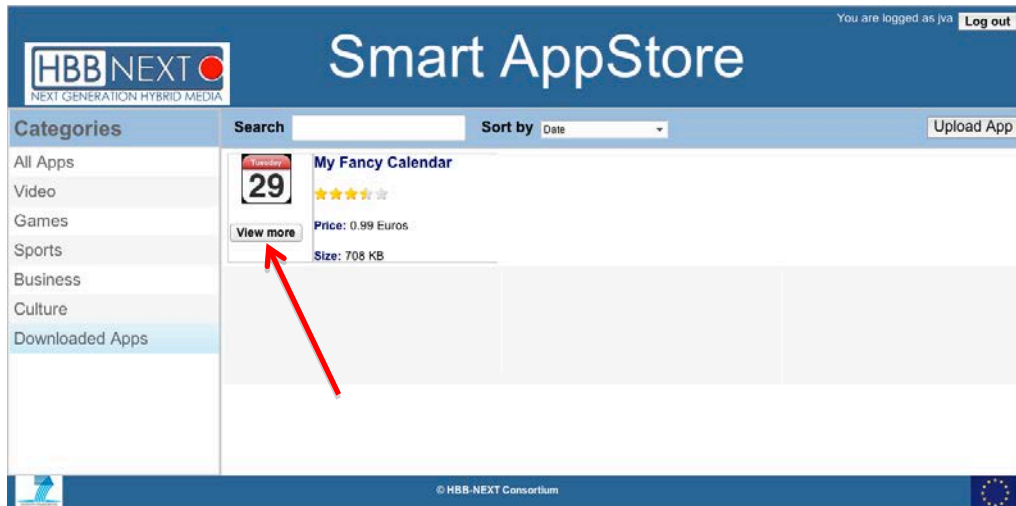 You are logged as jva Log out
Smart AppStore
HBB NEXT
NEXT GENERATION HYBRID MEDIA
Categories
Search Sort by Date Upload App
All Apps
Video
Games
Sports
Business
Culture
Downloaded Apps
Tuesday
29
View more
My Fancy Calendar
Price: 0.99 Euros
Size: 708 KB
© HBB-NEXT Consortium